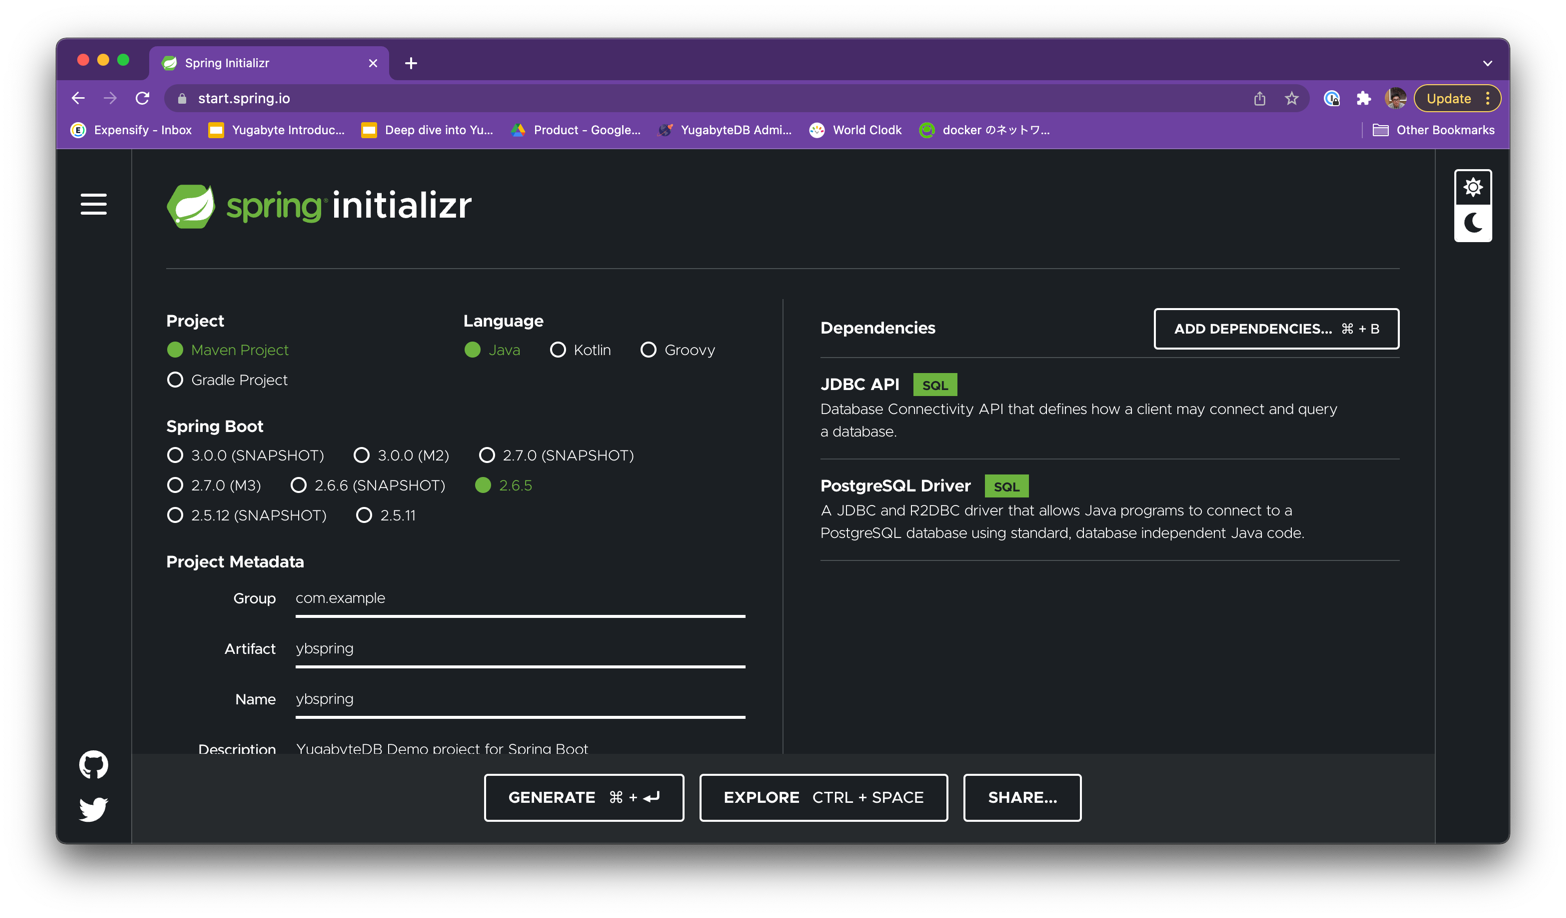 Spring Initializr
start.spring.io
Update
Expensify - Inbox
Yugabyte Introduc...
Deep dive into Yu...
Product - Google...
YugabyteDB Admi...
World Clodk
docker のネットワ...
Other Bookmarks
spring initializr
Project
Maven Project
Gradle Project
Language
Java Kotlin Groovy
Spring Boot
3.0.0 (SNAPSHOT) 3.0.0 (M2) 2.7.0 (SNAPSHOT)
2.7.0 (M3) 2.6.6 (SNAPSHOT) 2.6.5
2.5.12 (SNAPSHOT) 2.5.11
Project Metadata
Group com.example
Artifact ybspring
Name ybspring
Description YugabyteDB Demo project for Spring Boot
Dependencies
ADD DEPENDENCIES... ⌘ + B
JDBC API SQL
Database Connectivity API that defines how a client may connect and query
a database.
PostgreSQL Driver SQL
A JDBC and R2DBC driver that allows Java programs to connect to a
PostgreSQL database using standard, database independent Java code.
GENERATE ⌘ + ⏎
EXPLORE CTRL + SPACE
SHARE...